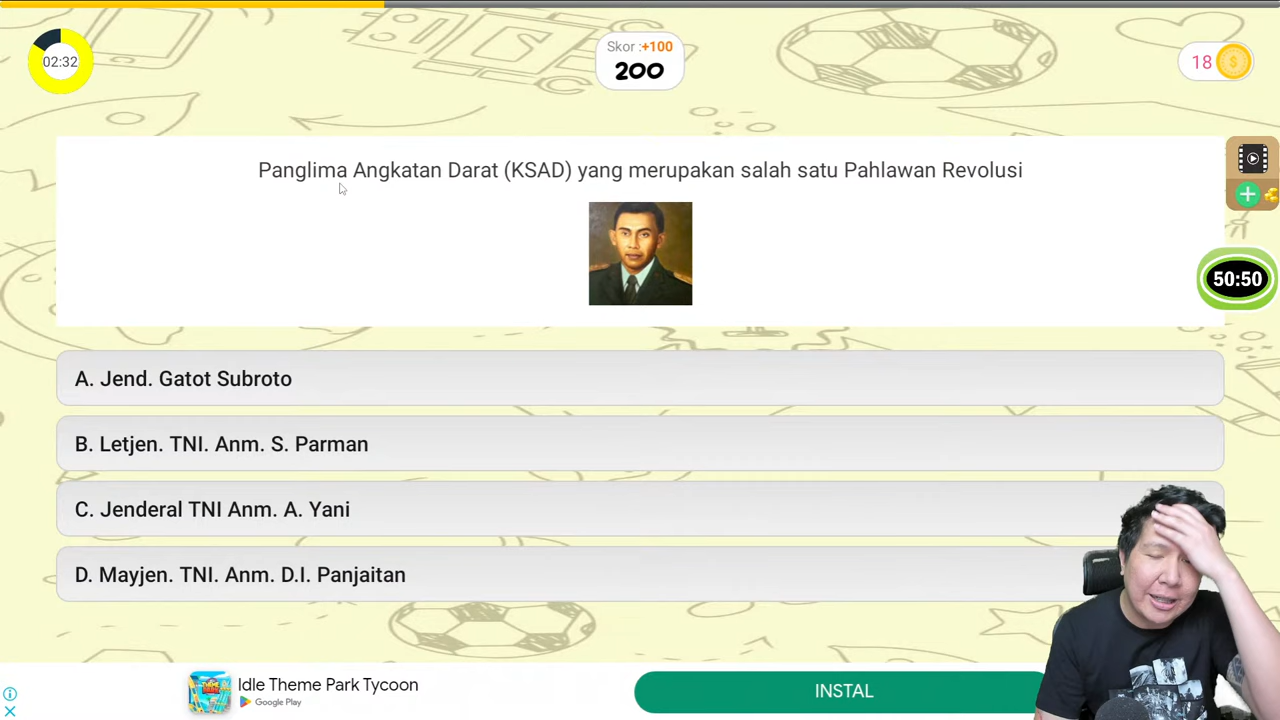 02:32
Skor :+100
200
18
Panglima Angkatan Darat (KSAD) yang merupakan salah satu Pahlawan Revolusi
50:50
A. Jend. Gatot Subroto
B. Letjen. TNI. Anm. S. Parman
C. Jenderal TNI Anm. A. Yani
D. Mayjen. TNI. Anm. D.I. Panjaitan
Idle Theme Park Tycoon
Google Play
INSTAL